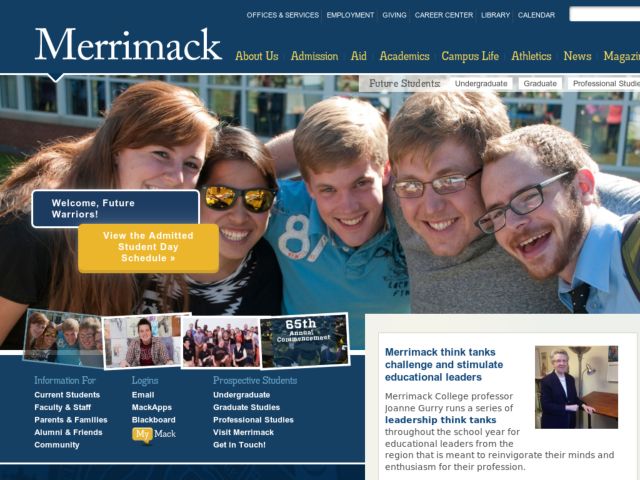 OFFICES & SERVICES EMPLOYMENT GIVING CAREER CENTER LIBRARY CALENDAR
Merrimack
About Us Admission Aid Academics Campus Life Athletics News Magazin
Future Students: Undergraduate Graduate Professional Studie
Welcome, Future
Warriors!
View the Admitted
Student Day
Schedule »
65th
Annual
Commencement
Information For
Current Students
Faculty & Staff
Parents & Families
Alumni & Friends
Community
Logins
Email
MackApps
Blackboard
My Mack
Prospective Students
Undergraduate
Graduate Studies
Professional Studies
Visit Merrimack
Get in Touch!
Merrimack think tanks
challenge and stimulate
educational leaders
Merrimack College professor
Joanne Gurry runs a series of
leadership think tanks
throughout the school year for
educational leaders from the
region that is meant to reinvigorate their minds and
enthusiasm for their profession.